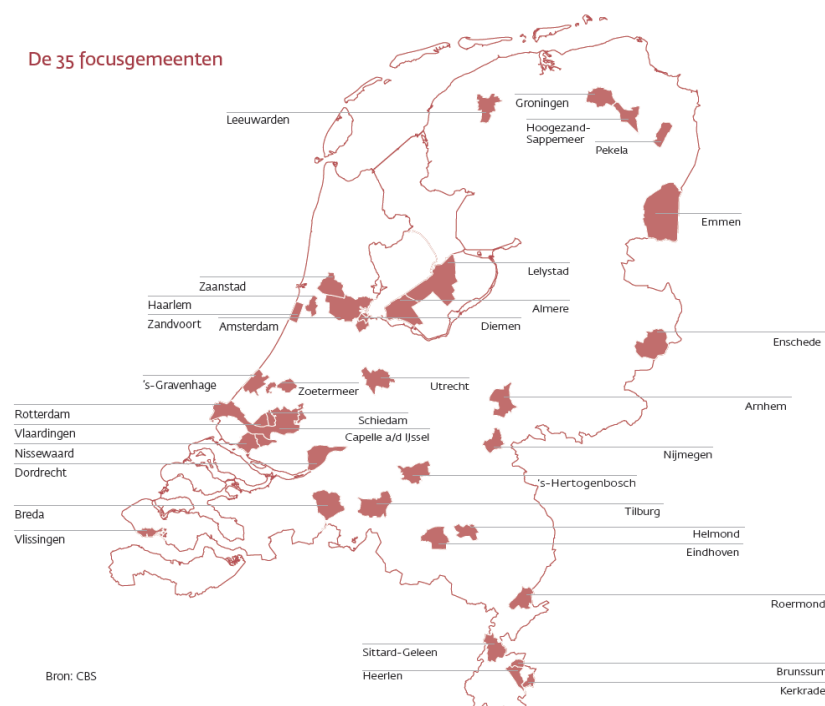 De 35 focusgemeenten
Leeuwarden
Groningen
Hoogezand-
Sappemeer
Pekela
Emmen
Lelystad
Zaanstad
Haarlem
Almere
Zandvoort
Amsterdam
Diemen
Enschede
's-Gravenhage
Zoetermeer
Utrecht
Arnhem
Rotterdam
Schiedam
Vlaardingen
Capelle a/d IJssel
Nissewaard
Nijmegen
Dordrecht
's-Hertogenbosch
Breda
Tilburg
Vlissingen
Helmond
Eindhoven
Roermond
Sittard-Geleen
Heerlen
Brunssum
Kerkrade
Bron: CBS